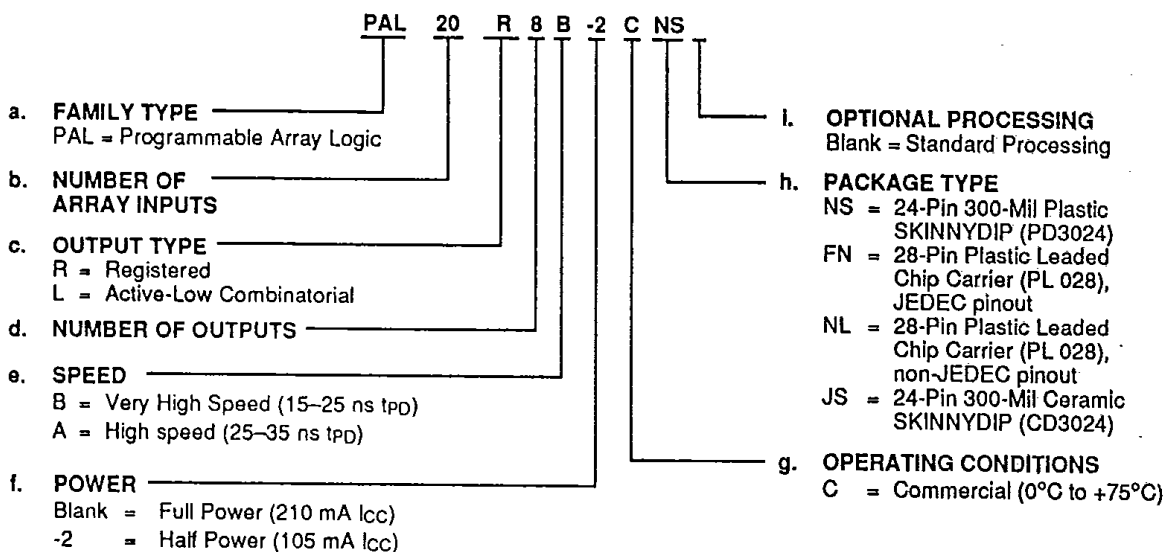 PAL 20 R 8 B -2 C NS _
a. FAMILY TYPE
PAL = Programmable Array Logic
b. NUMBER OF
ARRAY INPUTS
c. OUTPUT TYPE
R = Registered
L = Active-Low Combinatorial
d. NUMBER OF OUTPUTS
e. SPEED
B = Very High Speed (15–25 ns tPD)
A = High speed (25–35 ns tPD)
f. POWER
Blank = Full Power (210 mA ICC)
-2 = Half Power (105 mA ICC)
i. OPTIONAL PROCESSING
Blank = Standard Processing
h. PACKAGE TYPE
NS = 24-Pin 300-Mil Plastic
SKINNYDIP (PD3024)
FN = 28-Pin Plastic Leaded
Chip Carrier (PL 028),
JEDEC pinout
NL = 28-Pin Plastic Leaded
Chip Carrier (PL 028),
non-JEDEC pinout
JS = 24-Pin 300-Mil Ceramic
SKINNYDIP (CD3024)
g. OPERATING CONDITIONS
C = Commercial (0°C to +75°C)